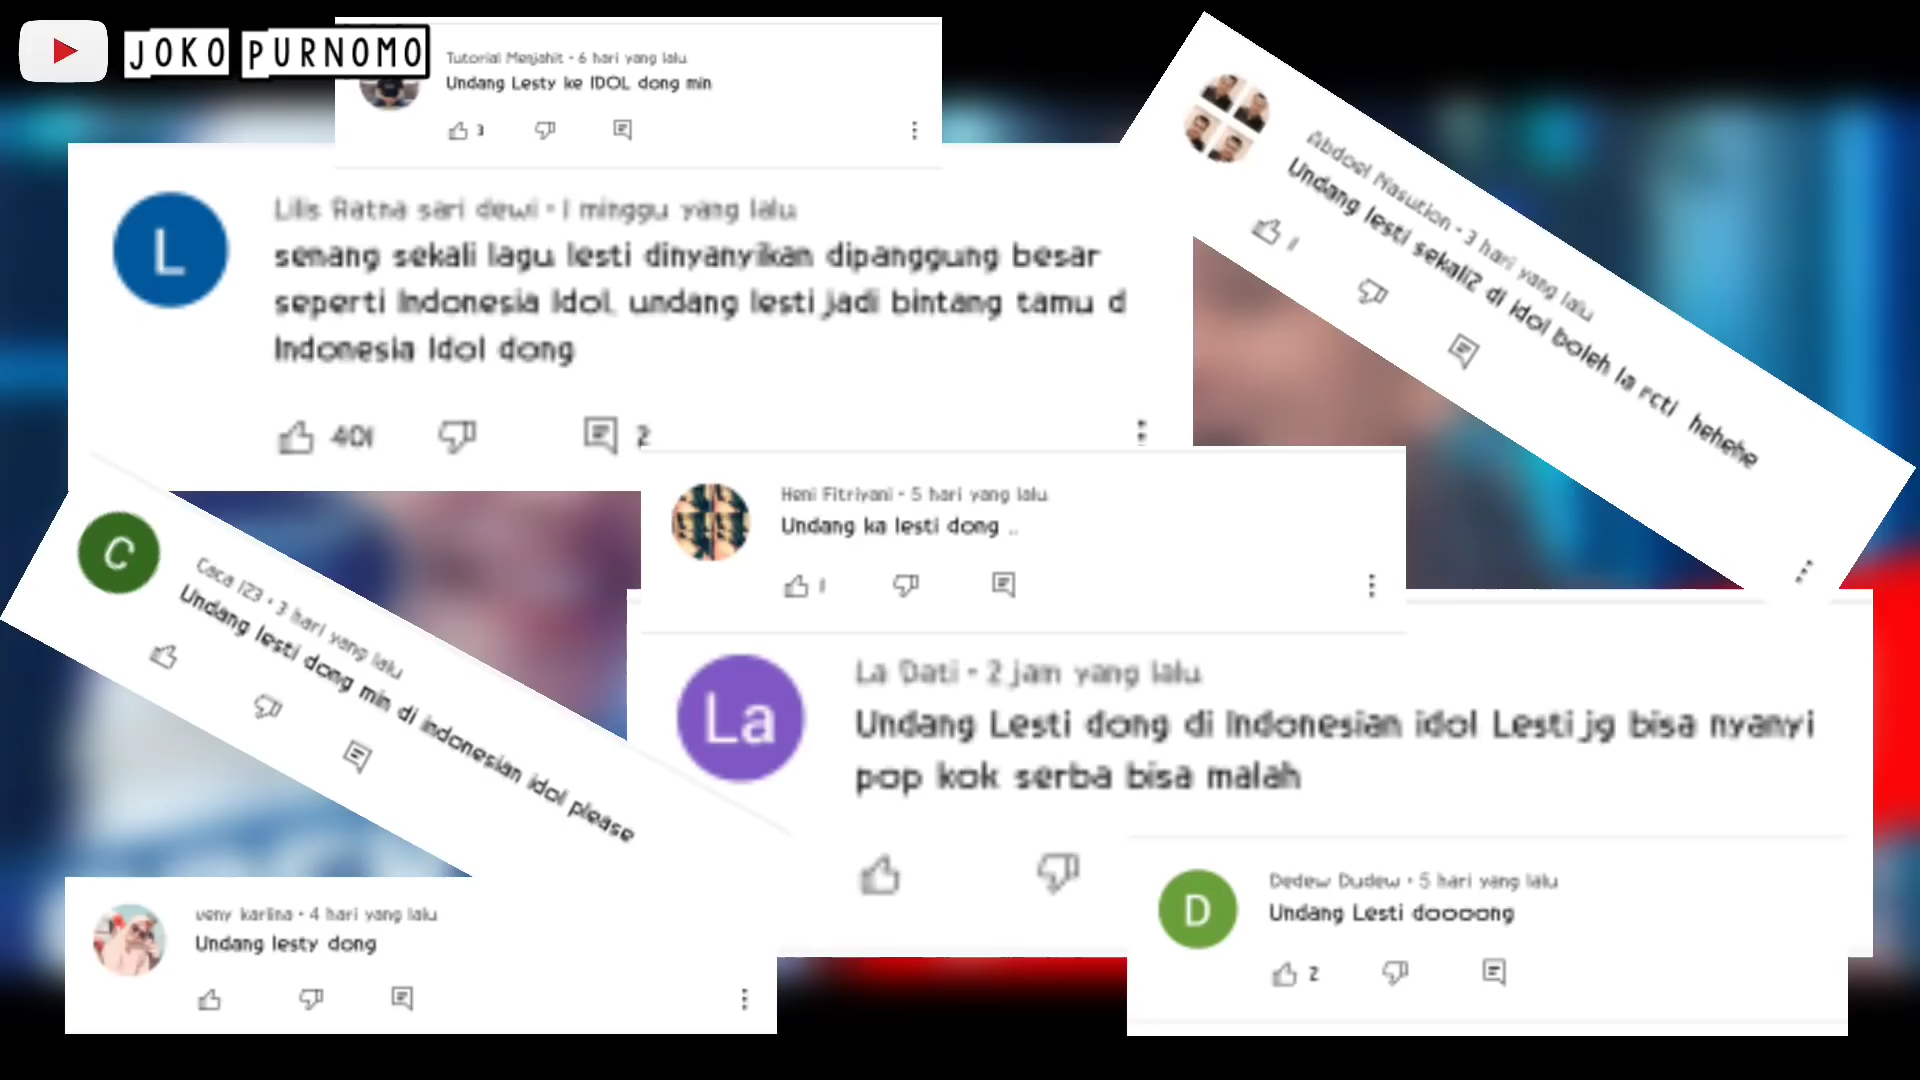 JOKO PURNOMO
Tutorial Menjahit • 6 hari yang lalu
Undang Lesty ke IDOL dong min
3
Abdoel Nasution • 3 hari yang lalu
Undang lesti sekali2 di idol boleh la rcti hehehe
1
L
Lilis Ratna sari dewi • 1 minggu yang lalu
senang sekali lagu lesti dinyanyikan dipanggung besar
seperti Indonesia Idol, undang lesti jadi bintang tamu d
Indonesia Idol dong
401
2
Heni Fitriyani • 5 hari yang lalu
Undang ka lesti dong ..
1
C
Caca 123 • 3 hari yang lalu
Undang lesti dong min di indonesian idol please
La
La Dati • 2 jam yang lalu
Undang Lesti dong di Indonesian idol Lesti jg bisa nyanyi
pop kok serba bisa malah
D
Dedew Dudew • 5 hari yang lalu
Undang Lesti doooong
2
veny karlina • 4 hari yang lalu
Undang lesty dong